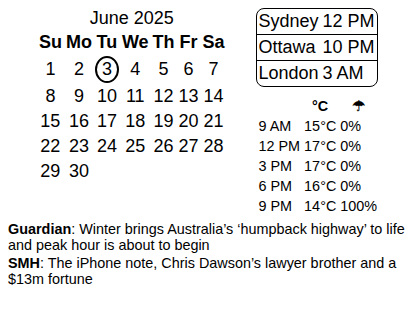 June 2025
Su Mo Tu We Th Fr Sa
1 2 3 4 5 6 7
8 9 10 11 12 13 14
15 16 17 18 19 20 21
22 23 24 25 26 27 28
29 30
Sydney 12 PM
Ottawa 10 PM
London 3 AM
°C ☂
9 AM 15°C 0%
12 PM 17°C 0%
3 PM 17°C 0%
6 PM 16°C 0%
9 PM 14°C 100%
Guardian: Winter brings Australia’s ‘humpback highway’ to life
and peak hour is about to begin
SMH: The iPhone note, Chris Dawson’s lawyer brother and a
$13m fortune